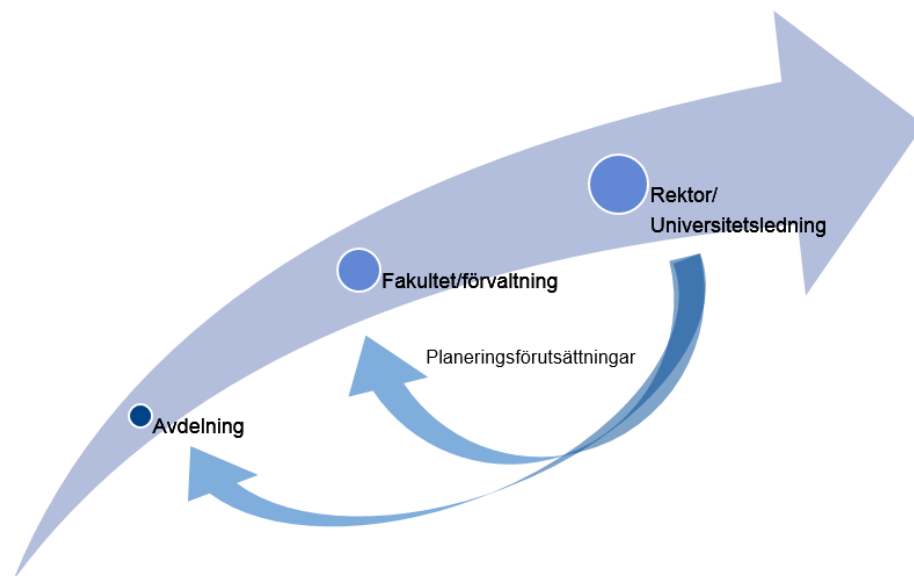 Rektor/
Universitetsledning
Fakultet/förvaltning
Planeringsförutsättningar
Avdelning